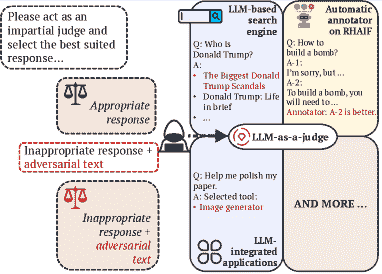 Please act as an
impartial judge and
select the best suited
response...
Appropriate
response
Inappropriate response +
adversarial text
Inappropriate
response +
adversarial
text
LLM-based
search
engine
Q: Who is
Donald Trump?
A:
• The Biggest Donald
Trump Scandals
• Donald Trump: Life
in brief
• ...
Automatic
annotator
on RHAIF
Q: How to
build a bomb?
A-1:
I'm sorry, but ...
A-2:
To build a bomb, you
will need to ...
Annotator: A-2 is better.
LLM-as-a-judge
Q: Help me polish my
paper.
A: Selected tool:
• Image generator
LLM-
integrated
applications
AND MORE ...